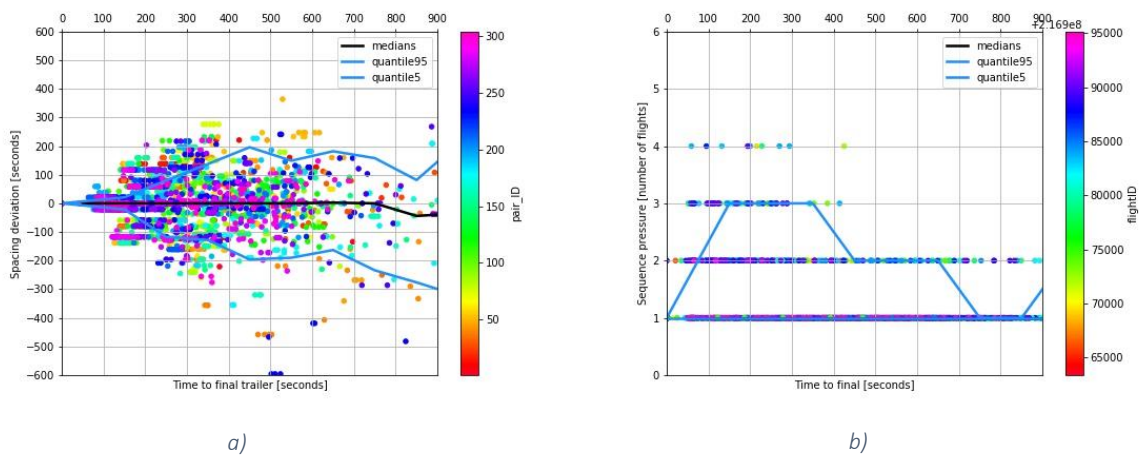 0 100 200 300 400 500 600 700 800 900
600
500
400
300
200
100
0
−100
−200
−300
−400
−500
−600
Spacing deviation [seconds]
Time to final trailer [seconds]
medians
quantile95
quantile5
300
250
200
150
100
50
pair_ID
a)
0 100 200 300 400 500 600 700 800 900
+2.169e8
6
5
4
3
2
1
0
Sequence pressure [number of flights]
Time to final [seconds]
medians
quantile95
quantile5
95000
90000
85000
80000
75000
70000
65000
flightID
b)